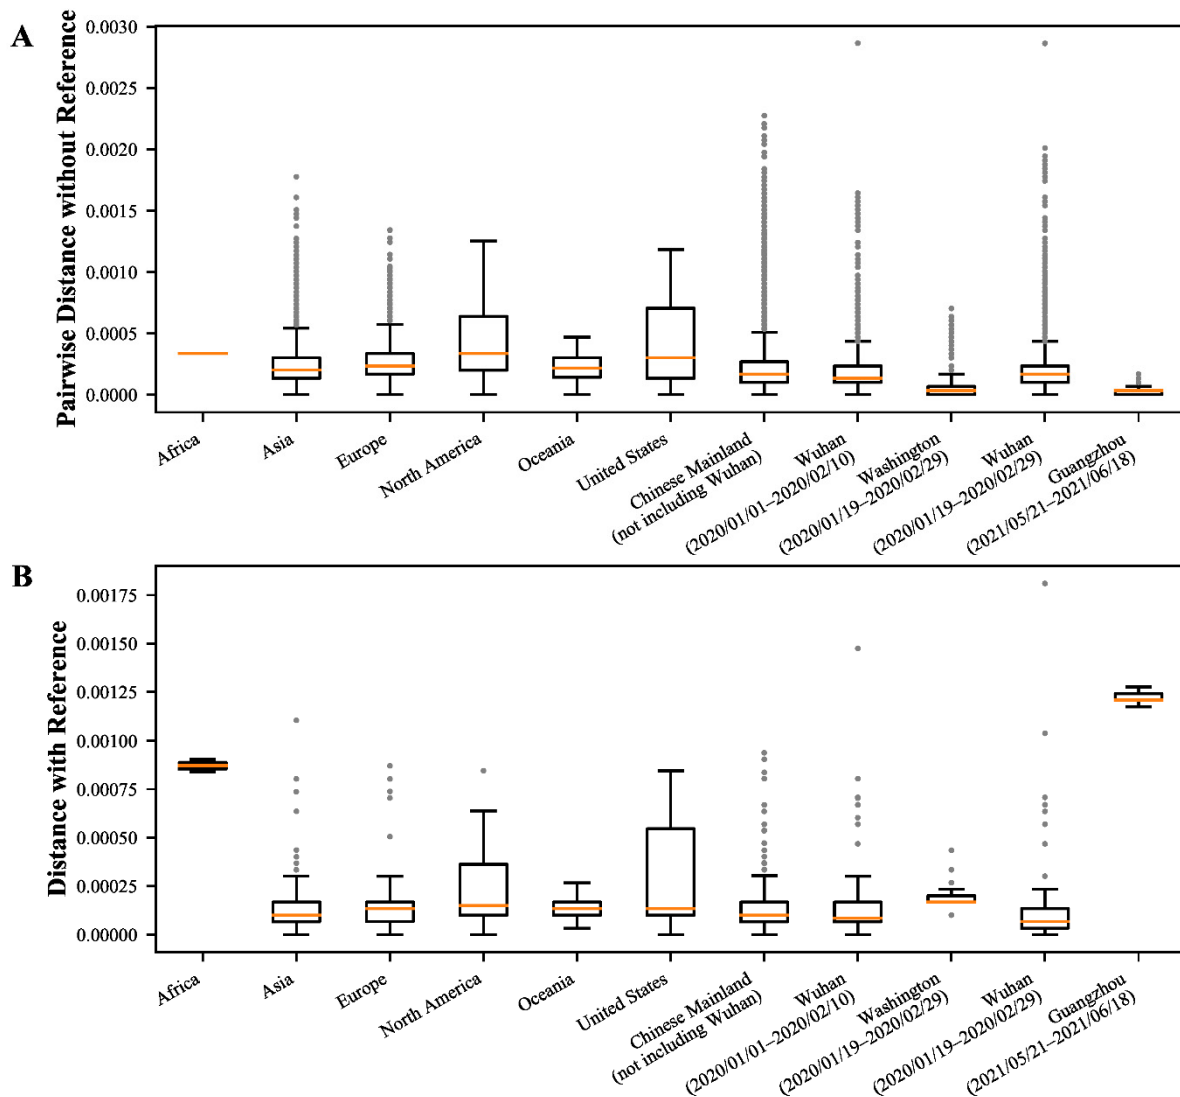 A
Pairwise Distance without Reference
0.0030
0.0025
0.0020
0.0015
0.0010
0.0005
0.0000
Africa
Asia
Europe
North America
Oceania
United States
Chinese Mainland
(not including Wuhan)
Wuhan
(2020/01/01–2020/02/10)
Washington
(2020/01/19–2020/02/29)
Wuhan
(2020/01/19–2020/02/29)
Guangzhou
(2021/05/21–2021/06/18)
B
Distance with Reference
0.00175
0.00150
0.00125
0.00100
0.00075
0.00050
0.00025
0.00000
Africa
Asia
Europe
North America
Oceania
United States
Chinese Mainland
(not including Wuhan)
Wuhan
(2020/01/01–2020/02/10)
Washington
(2020/01/19–2020/02/29)
Wuhan
(2020/01/19–2020/02/29)
Guangzhou
(2021/05/21–2021/06/18)